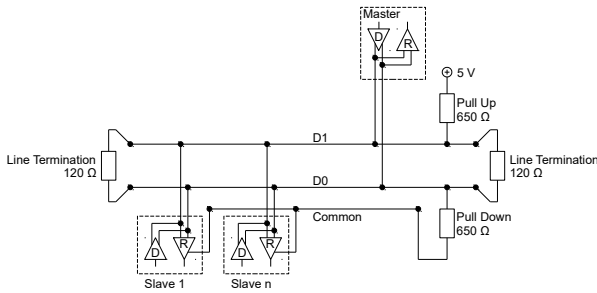 Master
D
R
5 V
Pull Up
650 Ω
D1
Line Termination
120 Ω
Line Termination
120 Ω
D0
Common
Pull Down
650 Ω
D
R
D
R
Slave 1
Slave n